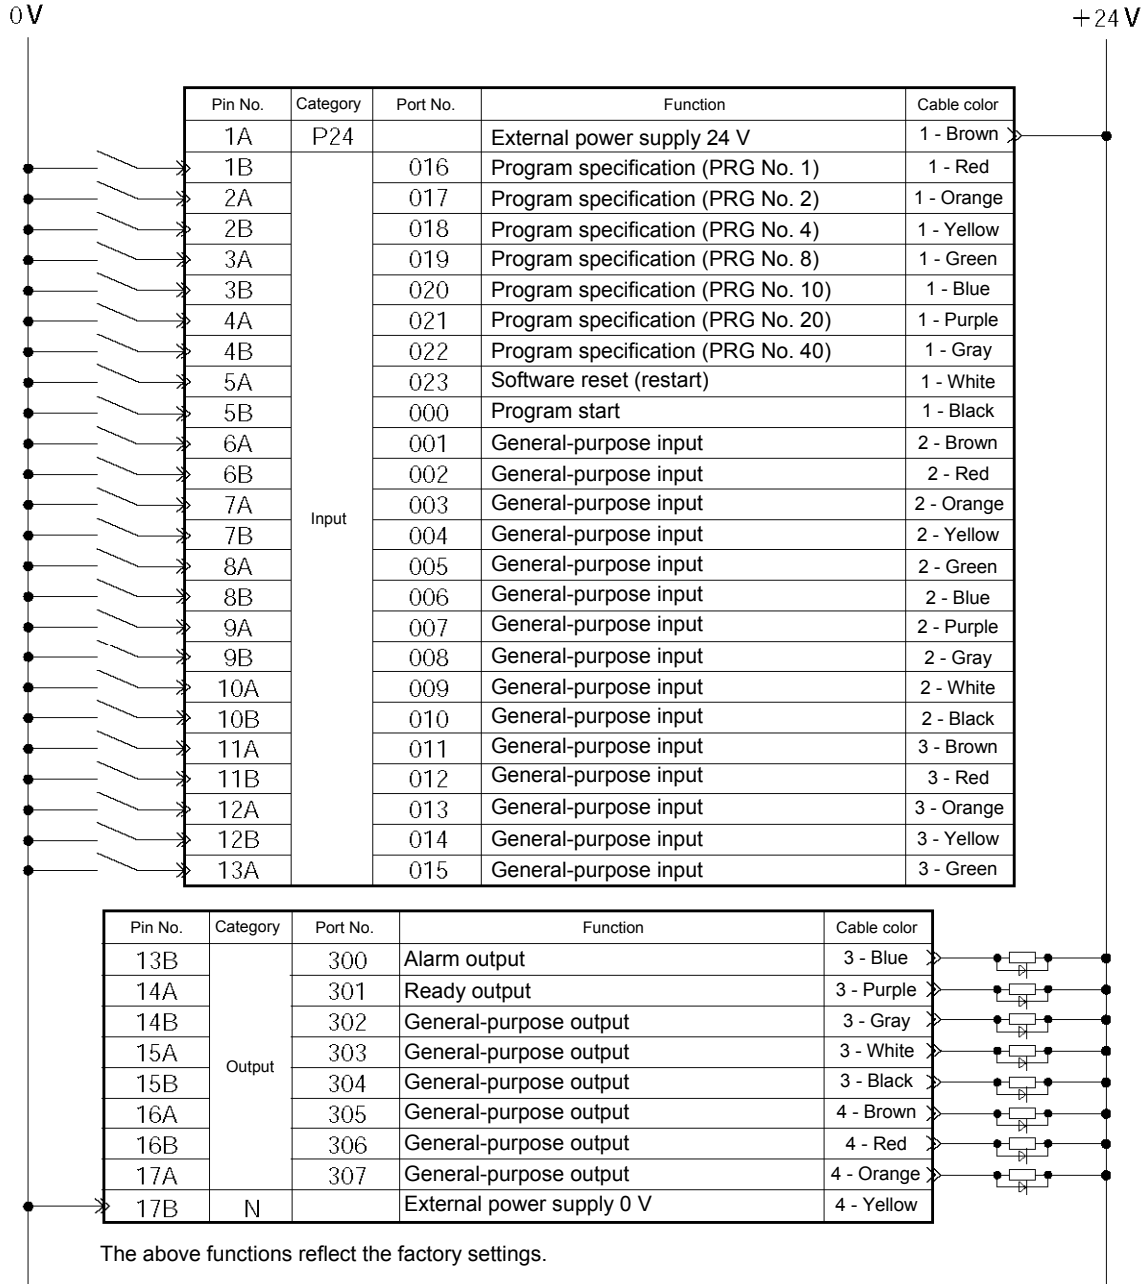 0V +24V
Pin No. Category Port No. Function Cable color
1A P24 External power supply 24 V 1 - Brown
1B 016 Program specification (PRG No. 1) 1 - Red
2A 017 Program specification (PRG No. 2) 1 - Orange
2B 018 Program specification (PRG No. 4) 1 - Yellow
3A 019 Program specification (PRG No. 8) 1 - Green
3B 020 Program specification (PRG No. 10) 1 - Blue
4A 021 Program specification (PRG No. 20) 1 - Purple
4B 022 Program specification (PRG No. 40) 1 - Gray
5A 023 Software reset (restart) 1 - White
5B 000 Program start 1 - Black
6A 001 General-purpose input 2 - Brown
6B 002 General-purpose input 2 - Red
7A Input 003 General-purpose input 2 - Orange
7B 004 General-purpose input 2 - Yellow
8A 005 General-purpose input 2 - Green
8B 006 General-purpose input 2 - Blue
9A 007 General-purpose input 2 - Purple
9B 008 General-purpose input 2 - Gray
10A 009 General-purpose input 2 - White
10B 010 General-purpose input 2 - Black
11A 011 General-purpose input 3 - Brown
11B 012 General-purpose input 3 - Red
12A 013 General-purpose input 3 - Orange
12B 014 General-purpose input 3 - Yellow
13A 015 General-purpose input 3 - Green
Pin No. Category Port No. Function Cable color
13B 300 Alarm output 3 - Blue
14A 301 Ready output 3 - Purple
14B 302 General-purpose output 3 - Gray
15A Output 303 General-purpose output 3 - White
15B 304 General-purpose output 3 - Black
16A 305 General-purpose output 4 - Brown
16B 306 General-purpose output 4 - Red
17A 307 General-purpose output 4 - Orange
17B N External power supply 0 V 4 - Yellow
The above functions reflect the factory settings.